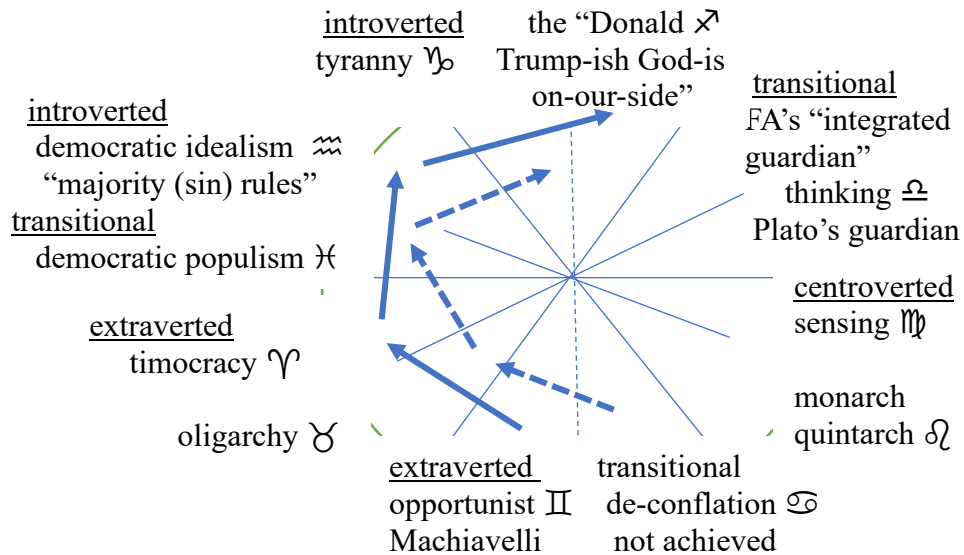 introverted
tyranny ♑
the “Donald ♐
Trump-ish God-is
on-our-side”
introverted
democratic idealism ♒
“majority (sin) rules”
transitional
democratic populism ♓
extraverted
timocracy ♈
oligarchy ♉
extraverted
opportunist ♊
Machiavelli
transitional
de-conflation ♋
not achieved
transitional
FA’s “integrated
guardian”
thinking ♎
Plato’s guardian
centroverted
sensing ♍
monarch
quintarch ♌